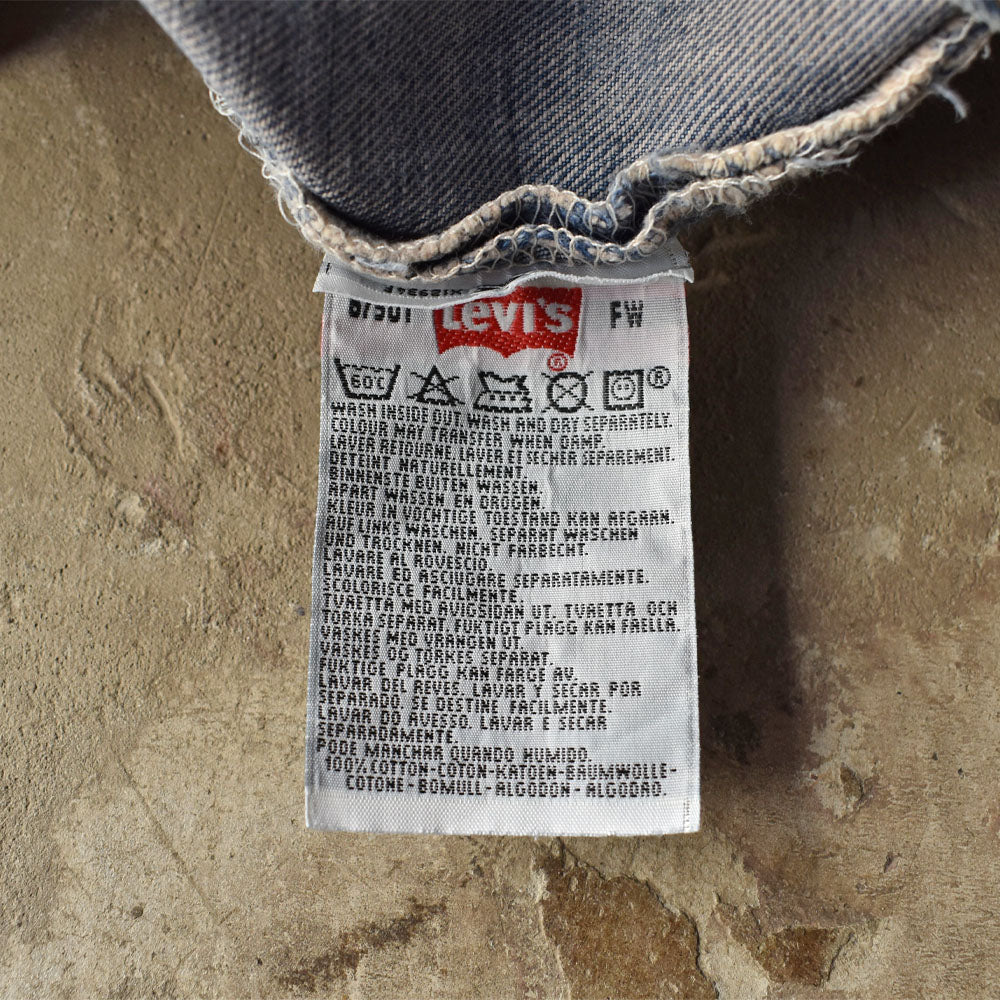 Levi's FW
®
60°C ®
WASH INSIDE OUT. WASH AND DRY SEPARATELY.
COLOUR MAY TRANSFER WHEN DAMP.
LAVER RETOURNE. LAVER ET SECHER SEPAREMENT.
DETEINT NATURELLEMENT.
BINNENSTE BUITEN WASSEN.
APART WASSEN EN DROGEN.
KLEUR IN VOCHTIGE TOESTAND KAN AFGARN.
AUF LINKS WASCHEN. SEPARAT WASCHEN
UND TROCKNEN. NICHT FARBECHT.
LAVARE AL ROVESCIO.
LAVARE ED ASCIUGARE SEPARATAMENTE.
SCOLORISCE FACILMENTE.
TVAETTA MED AVIGSIDAN UT. TVAETTA OCH
TORKA SEPARAT. FUKTIGT PLAGG KAN FAELLA.
VASKES MED VRANGEN UT.
VASKES OG TORKES SEPARAT.
FUKTIGE PLAGG KAN FARGE AV.
LAVAR DEL REVES. LAVAR Y SECAR POR
SEPARADO. SE DESTINE FACILMENTE.
LAVAR DO AVESSO. LAVAR E SECAR
SEPARADAMENTE.
PODE MANCHAR QUANDO HUMIDO.
100% COTTON-COTON-KATOEN-BAUMWOLLE-
COTONE-BOMULL-ALGODON-ALGODAO.